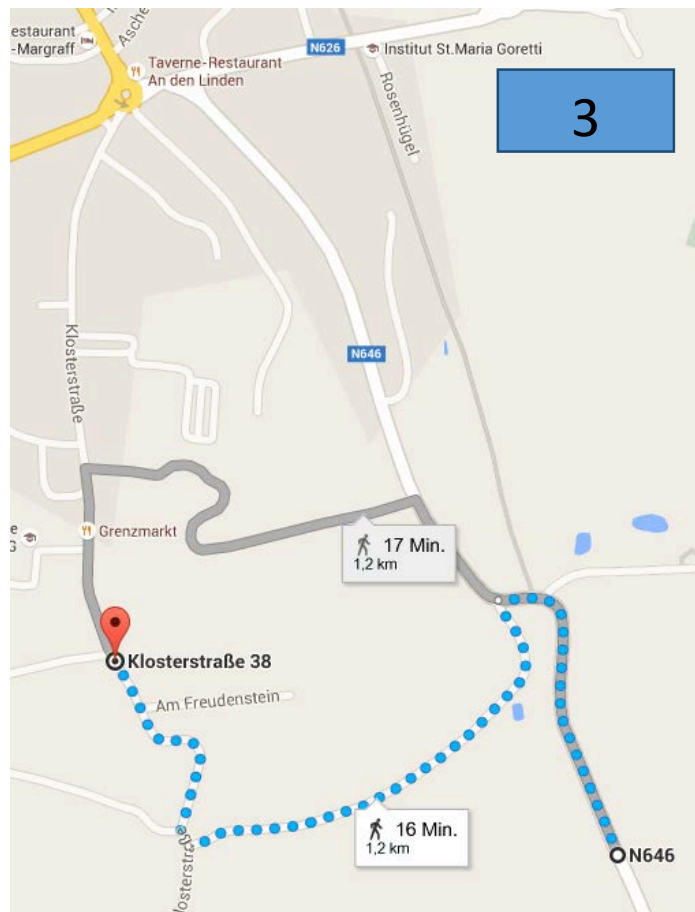 estaurant
-Margraff
Asche
N626
Institut St.Maria Goretti
Taverne-Restaurant
An den Linden
Rosenhügel
3
N646
Klosterstraße
Grenzmarkt
e
G
17 Min.
1,2 km
Klosterstraße 38
Am Freudenstein
16 Min.
1,2 km
N646
losterstraße